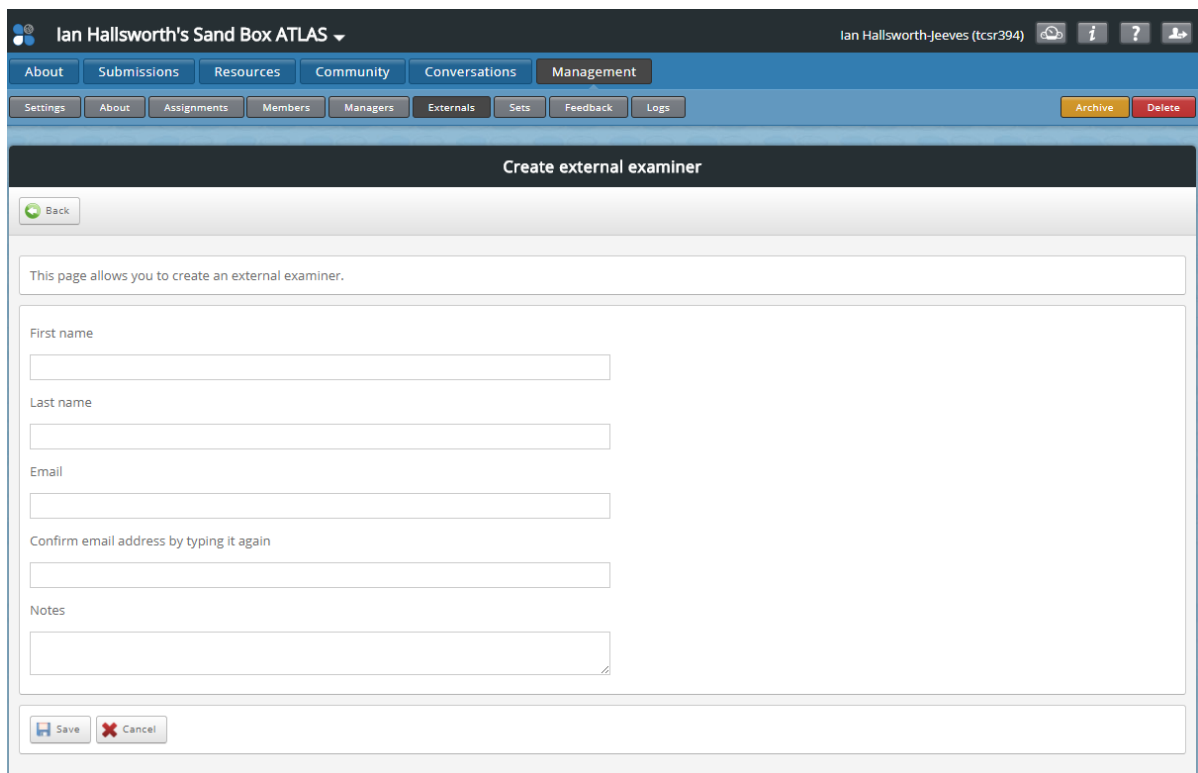 Ian Hallsworth's Sand Box ATLAS
Ian Hallsworth-Jeeves (tcsr394) i ?
About Submissions Resources Community Conversations Management
Settings About Assignments Members Managers Externals Sets Feedback Logs Archive Delete
Create external examiner
Back
This page allows you to create an external examiner.
First name
Last name
Email
Confirm email address by typing it again
Notes
Save Cancel